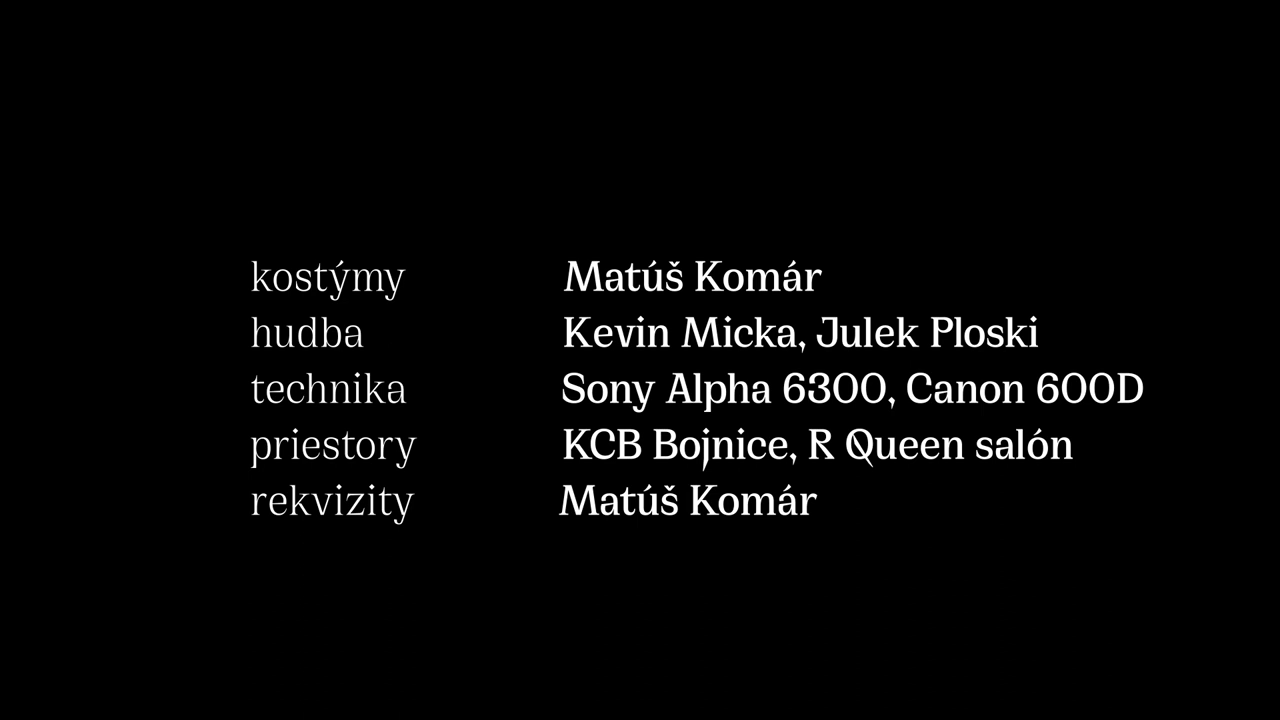 kostýmy Matúš Komár
hudba Kevin Micka, Julek Ploski
technika Sony Alpha 6300, Canon 600D
priestory KCB Bojnice, R Queen salón
rekvizity Matúš Komár